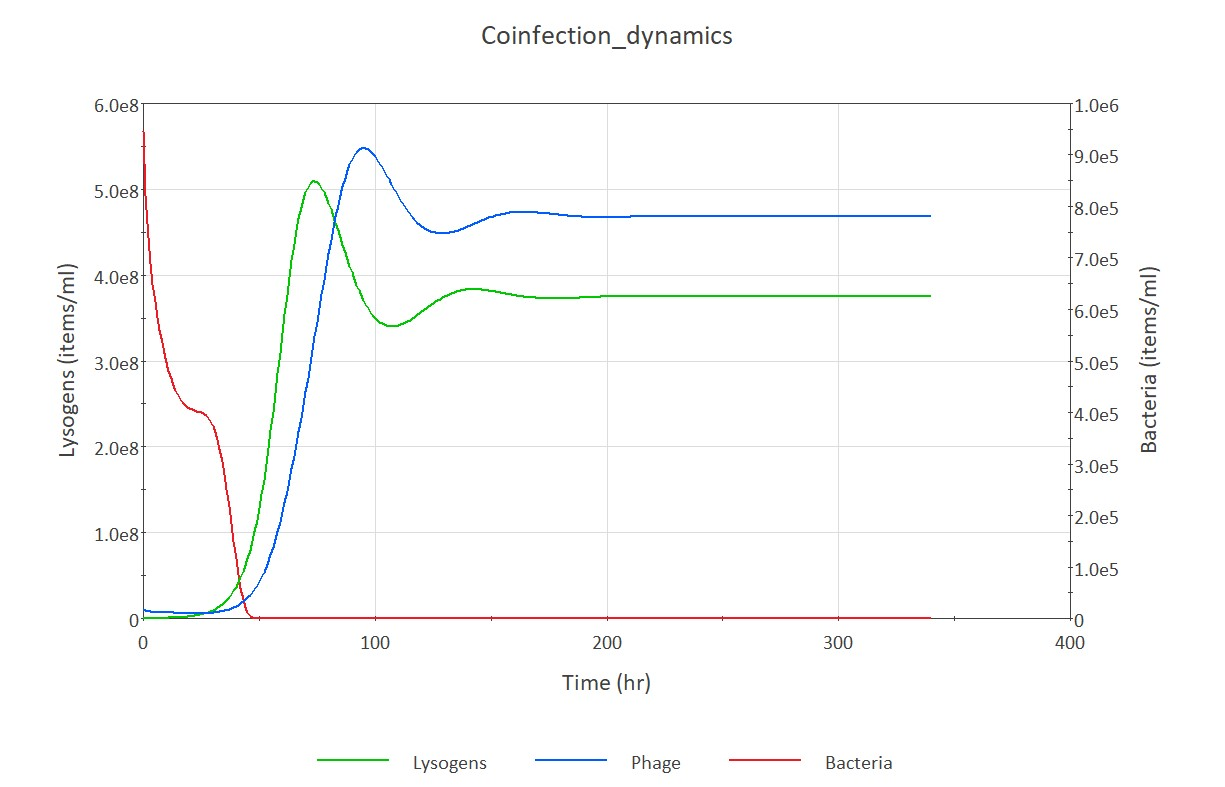 Coinfection_dynamics
6.0e8
5.0e8
4.0e8
3.0e8
2.0e8
1.0e8
0
Lysogens (items/ml)
1.0e6
9.0e5
8.0e5
7.0e5
6.0e5
5.0e5
4.0e5
3.0e5
2.0e5
1.0e5
0
Bacteria (items/ml)
0 100 200 300 400
Time (hr)
Lysogens Phage Bacteria